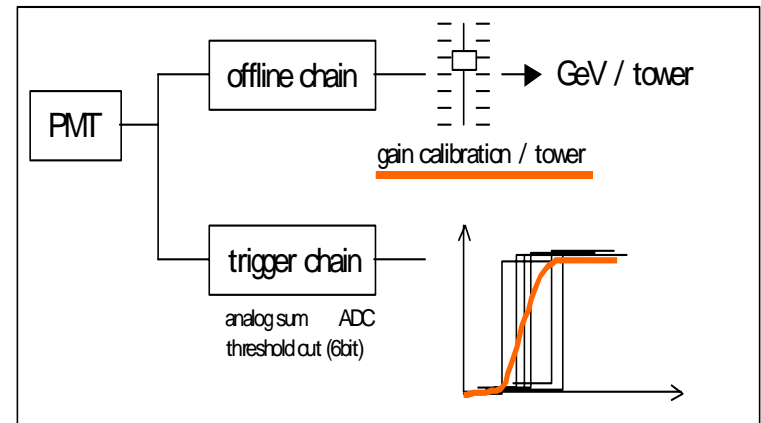 offline chain
GeV / tower
PMT
gain calibration / tower
trigger chain
analog sum ADC
threshold cut (6bit)